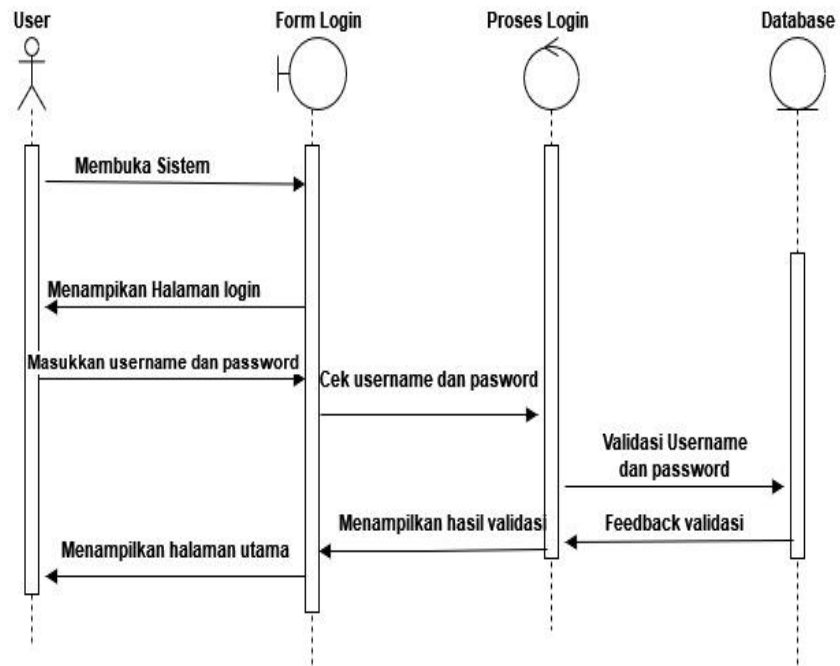 User
Form Login
Proses Login
Database
Membuka Sistem
Menampikan Halaman login
Masukkan username dan password
Cek username dan pasword
Validasi Username
dan password
Feedback validasi
Menampilkan hasil validasi
Menampilkan halaman utama